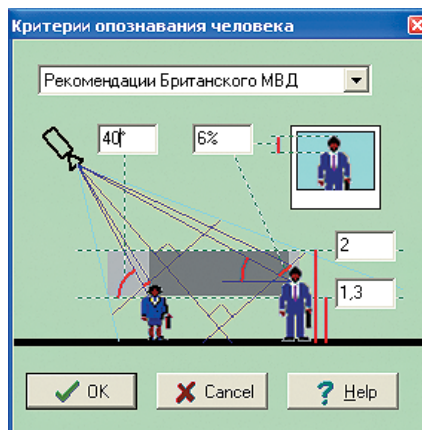 Критерии опознавания человека
Рекомендации Британского МВД
40°
6%
2
1,3
OK
Cancel
Help